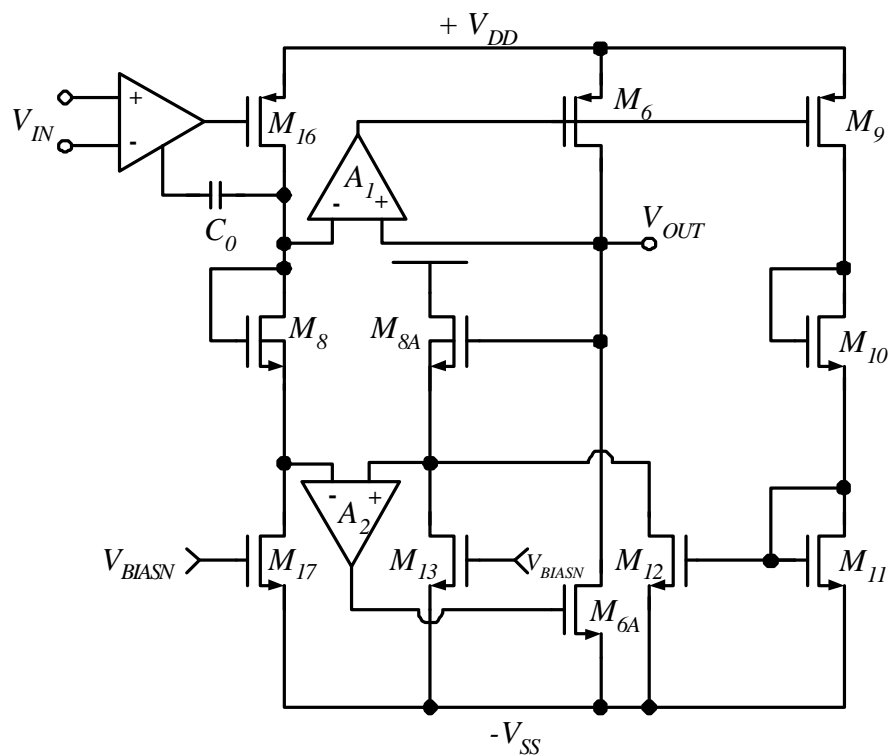 + V_DD
+
-
V_IN
M_16
M_6
M_9
A_1
-
+
C_0
V_OUT
M_8
M_8A
M_10
-
+
A_2
V_BIASN
M_17
M_13
V_BIASN
M_12
M_11
M_6A
-V_SS